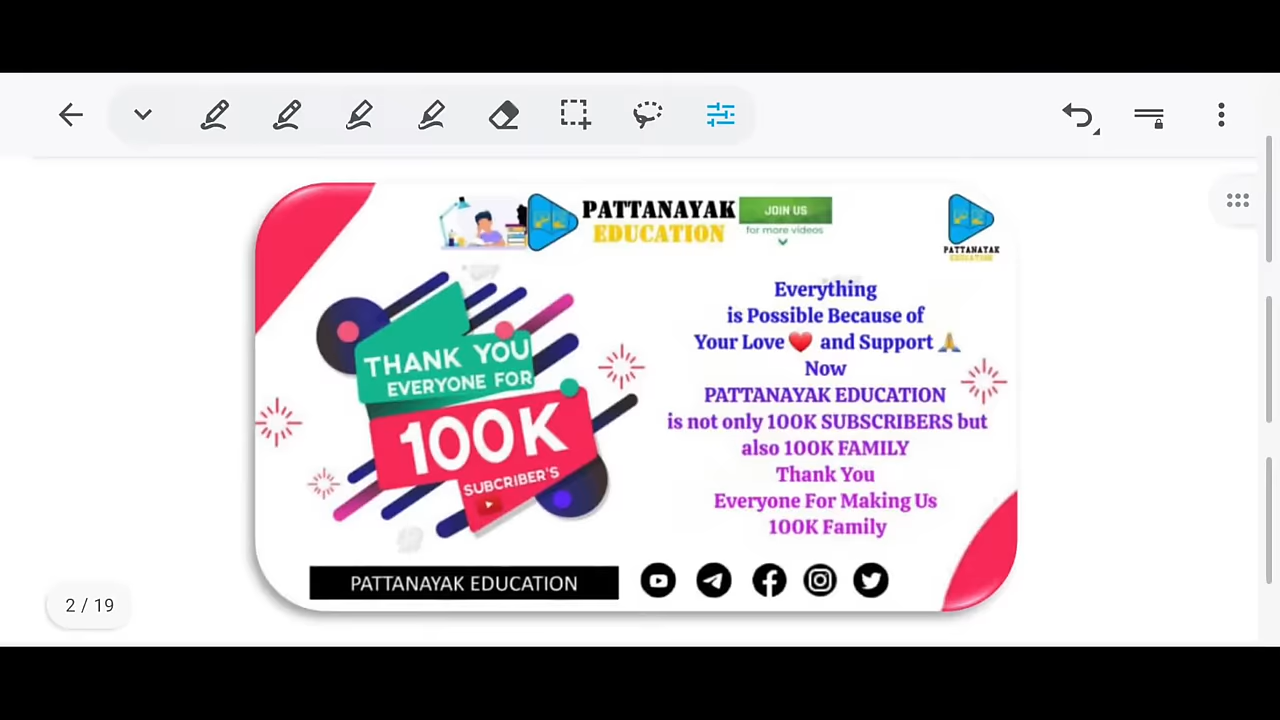 PATTANAYAK
EDUCATION
JOIN US
for more videos
PATTANAYAK
EDUCATION
THANK YOU
EVERYONE FOR
100K
SUBCRIBER'S
Everything
is Possible Because of
Your Love ❤️ and Support 🙏
Now
PATTANAYAK EDUCATION
is not only 100K SUBSCRIBERS but
also 100K FAMILY
Thank You
Everyone For Making Us
100K Family
PATTANAYAK EDUCATION
2 / 19